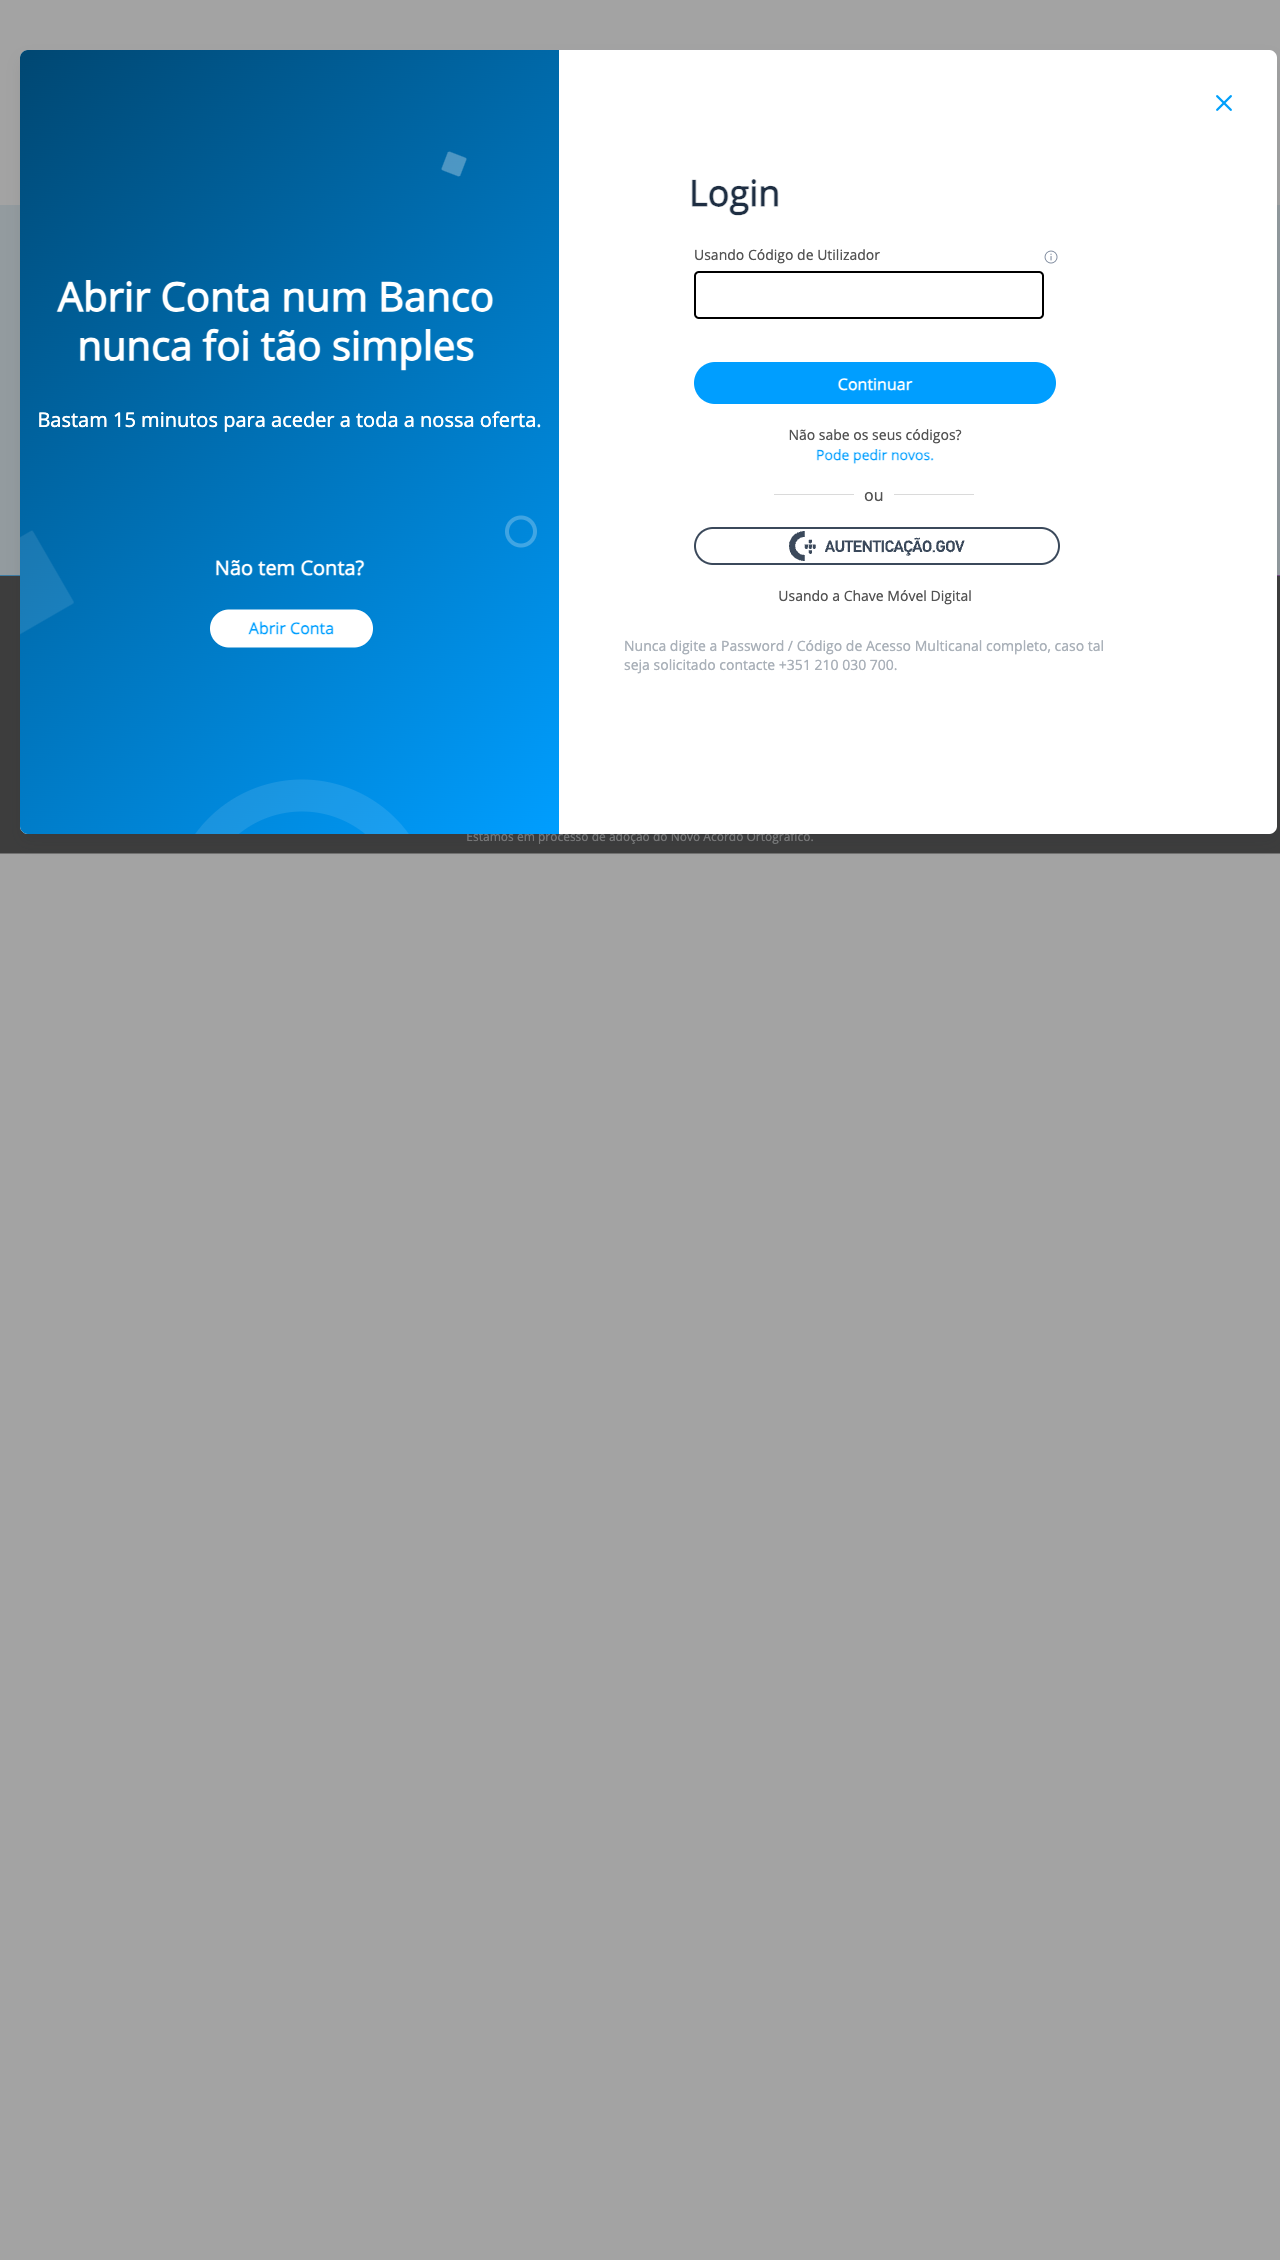 Abrir Conta num Banco
nunca foi tão simples
Bastam 15 minutos para aceder a toda a nossa oferta.
Não tem Conta?
Abrir Conta
Login
Usando Código de Utilizador
Continuar
Não sabe os seus códigos?
Pode pedir novos.
ou
AUTENTICAÇÃO.GOV
Usando a Chave Móvel Digital
Nunca digite a Password / Código de Acesso Multicanal completo, caso tal
seja solicitado contacte +351 210 030 700.
Estamos em processo de adoção do Novo Acordo Ortográfico.